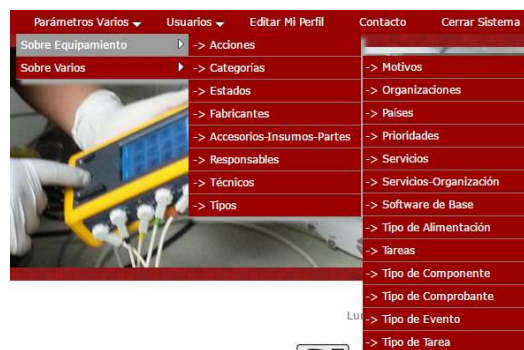 Parámetros Varios Usuarios Editar Mi Perfil Contacto Cerrar Sistema
Sobre Equipamiento
Sobre Varios
-> Acciones
-> Categorías
-> Estados
-> Fabricantes
-> Accesorios-Insumos-Partes
-> Responsables
-> Técnicos
-> Tipos
-> Motivos
-> Organizaciones
-> Países
-> Prioridades
-> Servicios
-> Servicios-Organización
-> Software de Base
-> Tipo de Alimentación
-> Tareas
-> Tipo de Componente
-> Tipo de Comprobante
-> Tipo de Evento
-> Tipo de Tarea